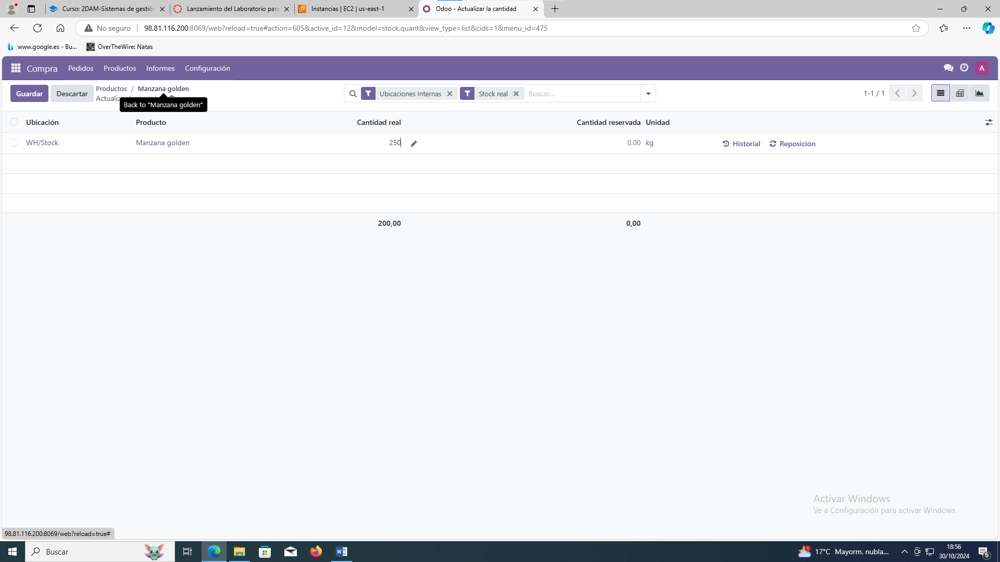 Curso: 2DAM-Sistemas de gestión
Lanzamiento del Laboratorio para
Instancias | EC2 | us-east-1
Odoo - Actualizar la cantidad
No seguro
98.81.116.200:8069/web?reload=true#action=605&active_id=12&model=stock.quant&view_type=list&cids=1&menu_id=475
www.google.es - Bu...
OverTheWire: Natas
Compra Pedidos Productos Informes Configuración
A
Guardar Descartar
Productos / Manzana golden
Back to "Manzana golden"
Ubicaciones Internas
Stock real
Buscar...
1-1 / 1
Ubicación Producto Cantidad real Cantidad reservada Unidad
WH/Stock Manzana golden 250 0,00 kg Historial Reposición
200,00 0,00
Activar Windows
Ve a Configuración para activar Windows.
98.81.116.200:8069/web?reload=true#
Buscar
1
17°C Mayorm. nubla...
18:56
30/10/2024
6